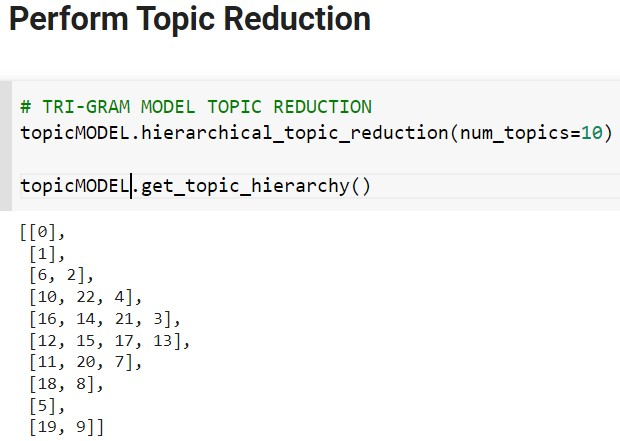 Perform Topic Reduction
# TRI-GRAM MODEL TOPIC REDUCTION
topicMODEL.hierarchical_topic_reduction(num_topics=10)
topicMODEL.get_topic_hierarchy()
[[0],
[1],
[6, 2],
[10, 22, 4],
[16, 14, 21, 3],
[12, 15, 17, 13],
[11, 20, 7],
[18, 8],
[5],
[19, 9]]